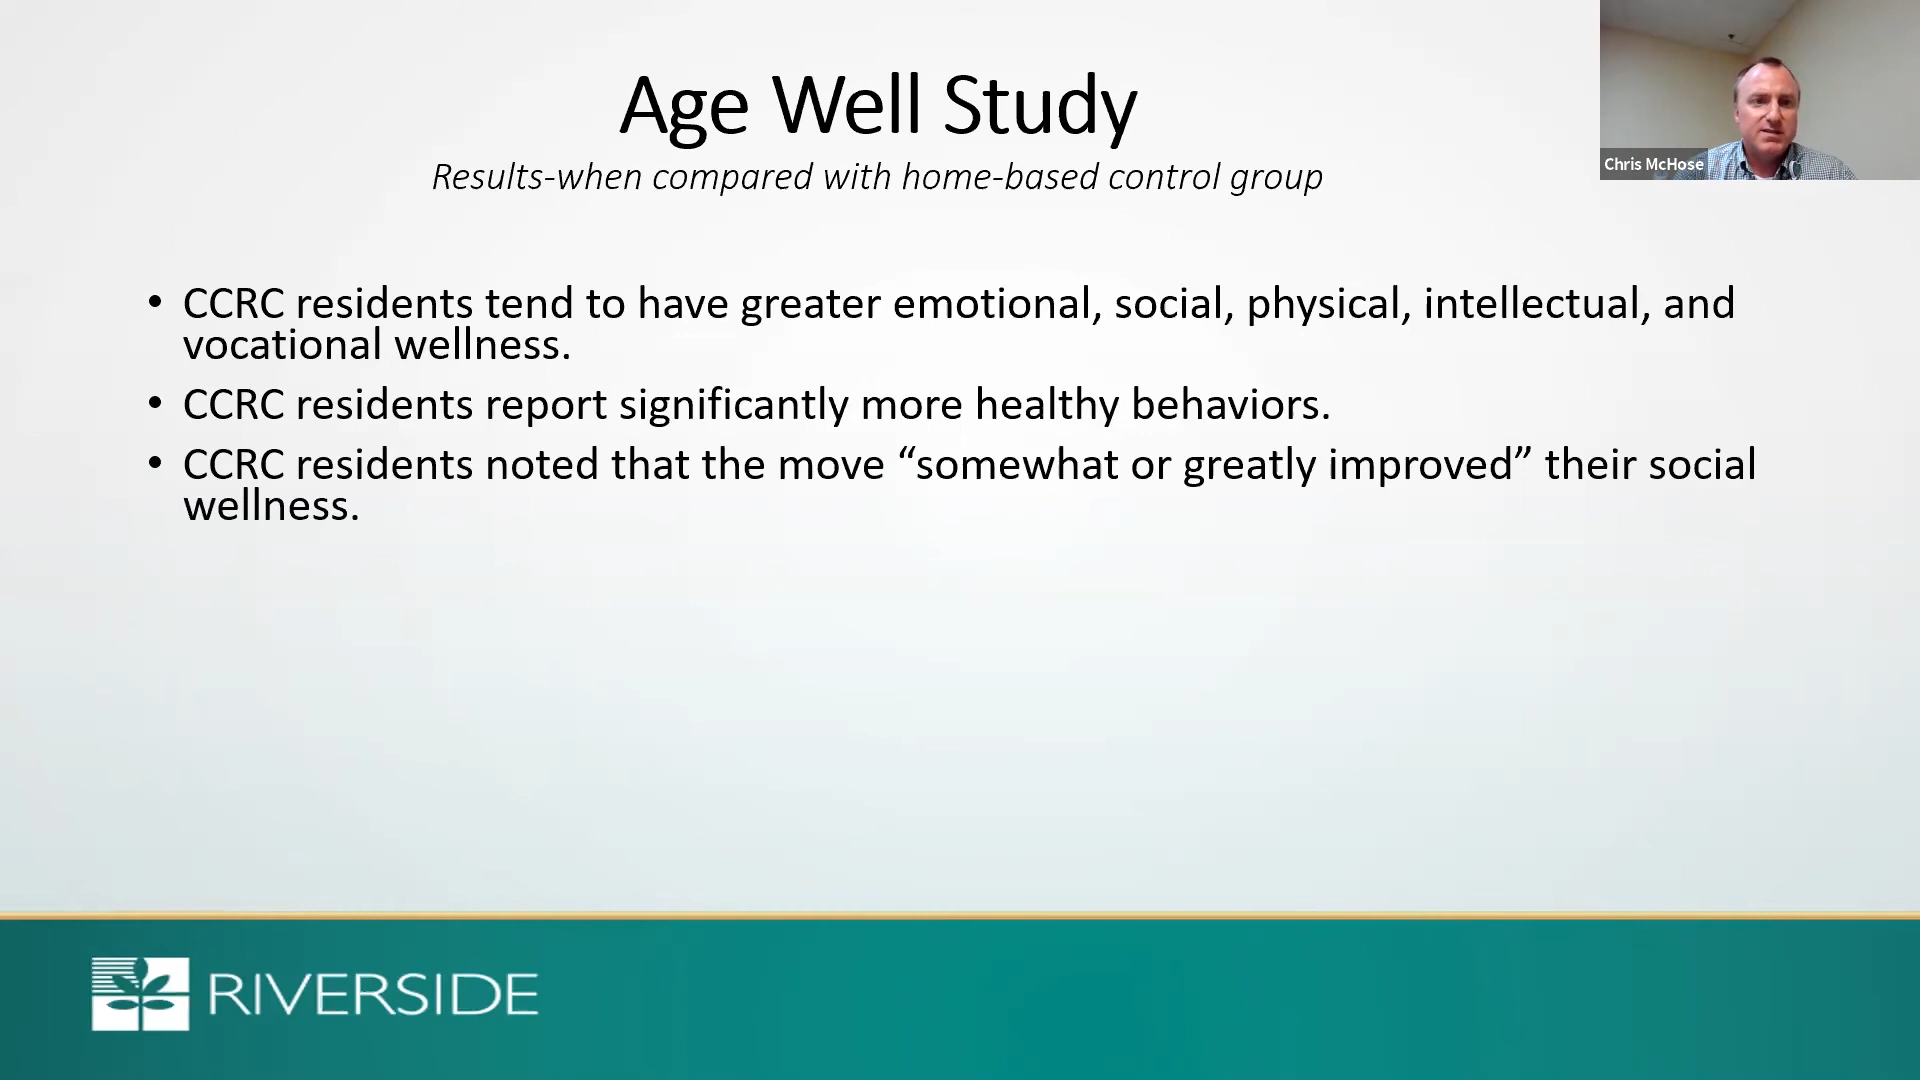 Age Well Study
Results-when compared with home-based control group
Chris McHose
• CCRC residents tend to have greater emotional, social, physical, intellectual, and
vocational wellness.
• CCRC residents report significantly more healthy behaviors.
• CCRC residents noted that the move “somewhat or greatly improved” their social
wellness.
RIVERSIDE